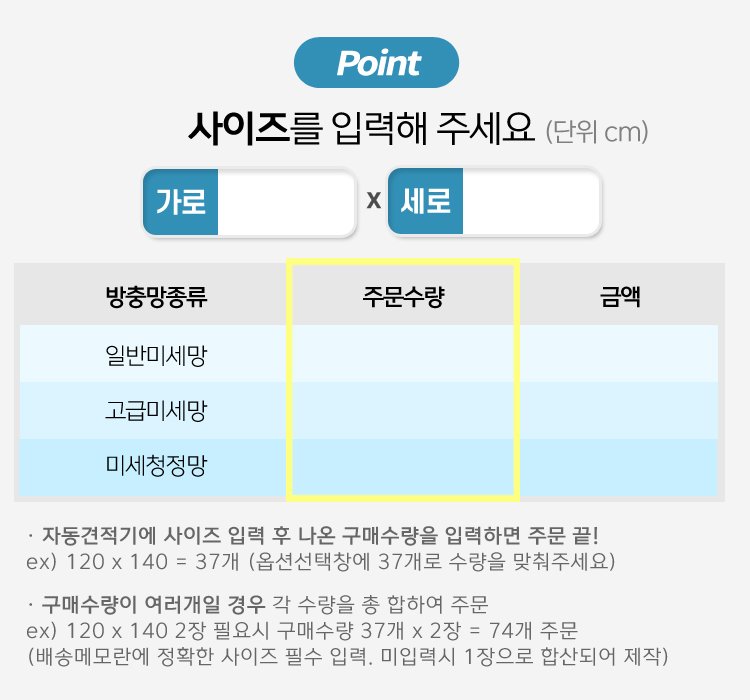 Point
사이즈를 입력해 주세요 (단위 cm)
가로 x 세로
방충망종류 주문수량 금액
일반미세망
고급미세망
미세청정망
· 자동견적기에 사이즈 입력 후 나온 구매수량을 입력하면 주문 끝!
ex) 120 x 140 = 37개 (옵션선택창에 37개로 수량을 맞춰주세요)
· 구매수량이 여러개일 경우 각 수량을 총 합하여 주문
ex) 120 x 140 2장 필요시 구매수량 37개 x 2장 = 74개 주문
(배송메모란에 정확한 사이즈 필수 입력. 미입력시 1장으로 합산되어 제작)